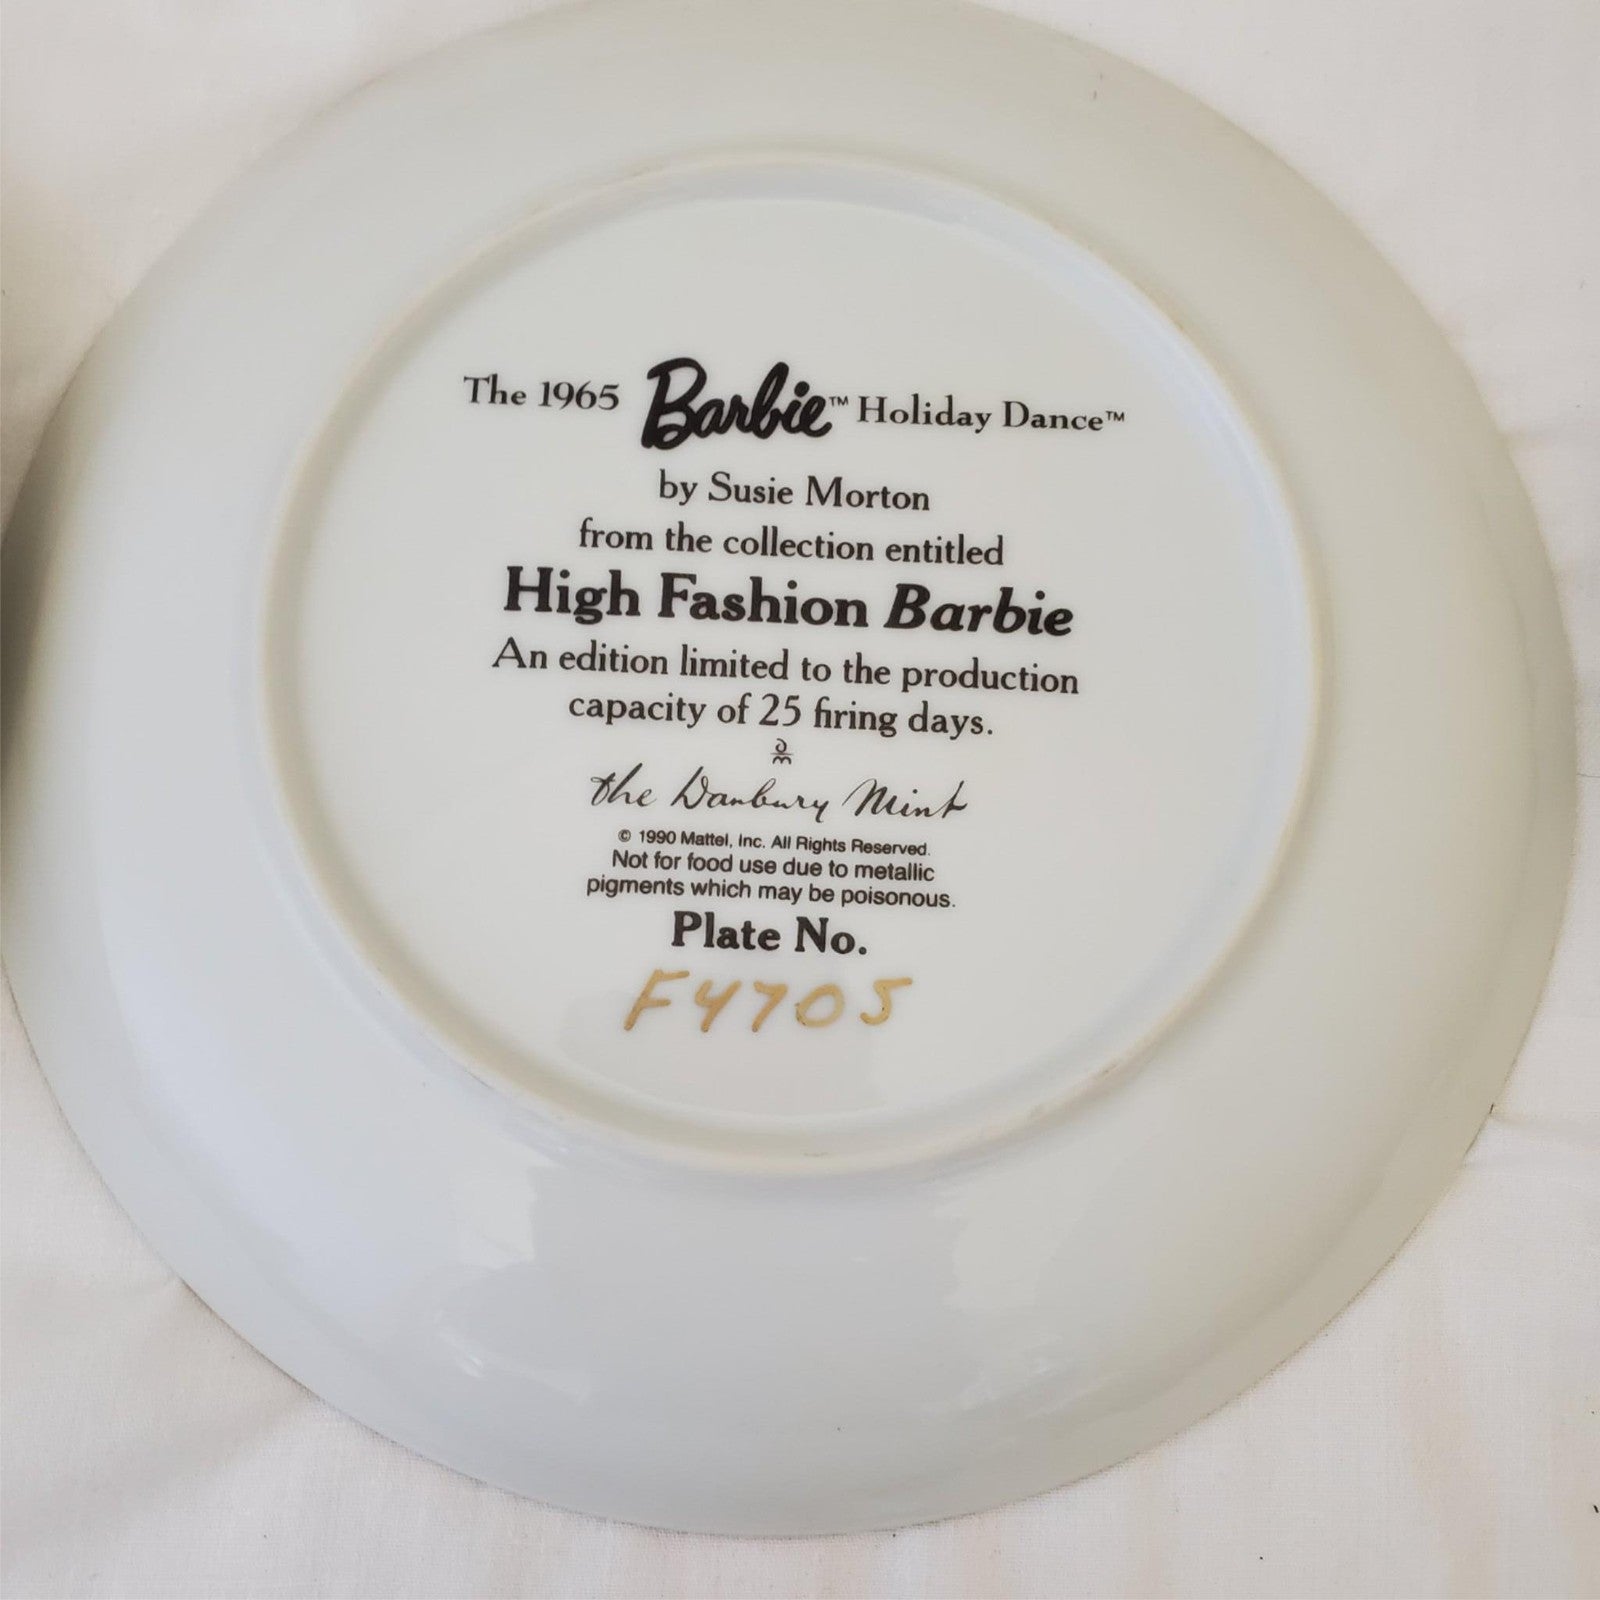 The 1965 Barbie™ Holiday Dance™
by Susie Morton
from the collection entitled
High Fashion Barbie
An edition limited to the production
capacity of 25 firing days.
the Danbury Mint
© 1990 Mattel, Inc. All Rights Reserved.
Not for food use due to metallic
pigments which may be poisonous.
Plate No.
F4705